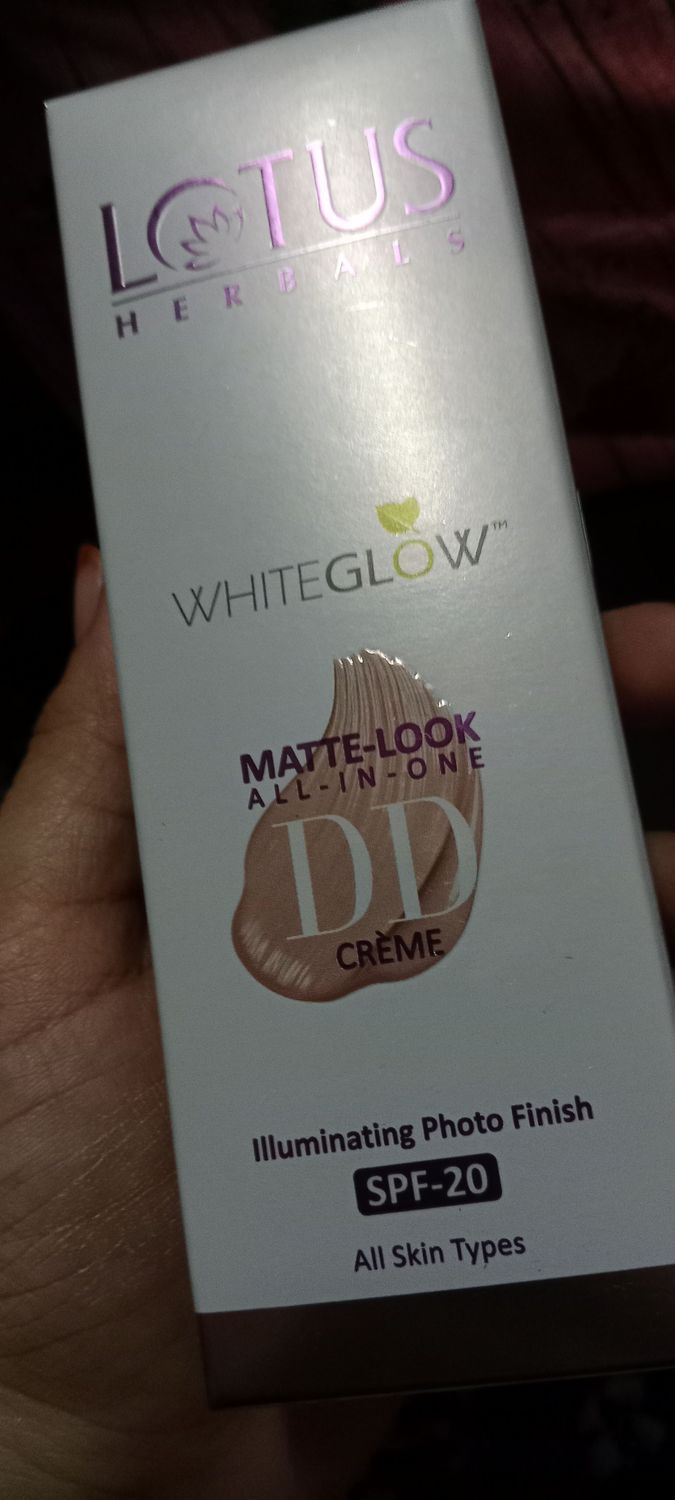 LOTUS
HERBALS
WHITEGLOW™
MATTE-LOOK
ALL-IN-ONE
DD
CRÈME
Illuminating Photo Finish
SPF-20
All Skin Types